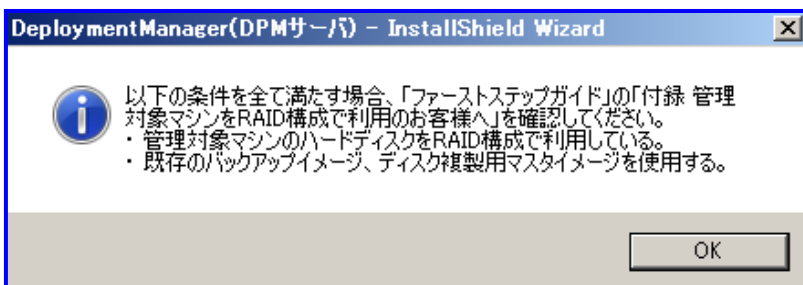 DeploymentManager(DPMサーバ) - InstallShield Wizard
以下の条件を全て満たす場合、「ファーストステップガイド」の「付録 管理
対象マシンをRAID構成で利用のお客様へ」を確認してください。
・ 管理対象マシンのハードディスクをRAID構成で利用している。
・ 既存のバックアップイメージ、ディスク複製用マスタイメージを使用する。
OK